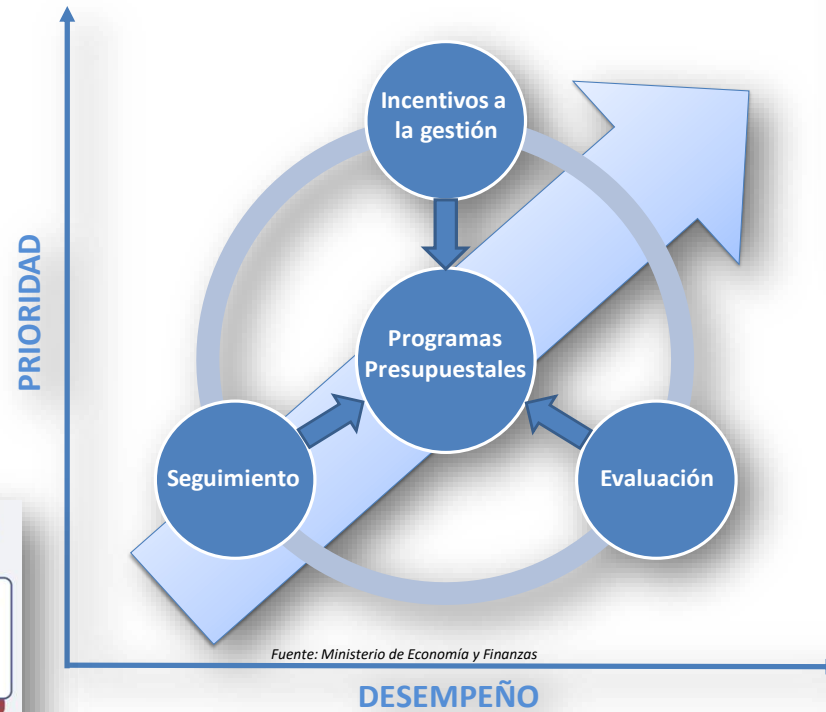 Incentivos a
la gestión
PRIORIDAD
Programas
Presupuestales
Seguimiento
Evaluación
Fuente: Ministerio de Economía y Finanzas
DESEMPEÑO